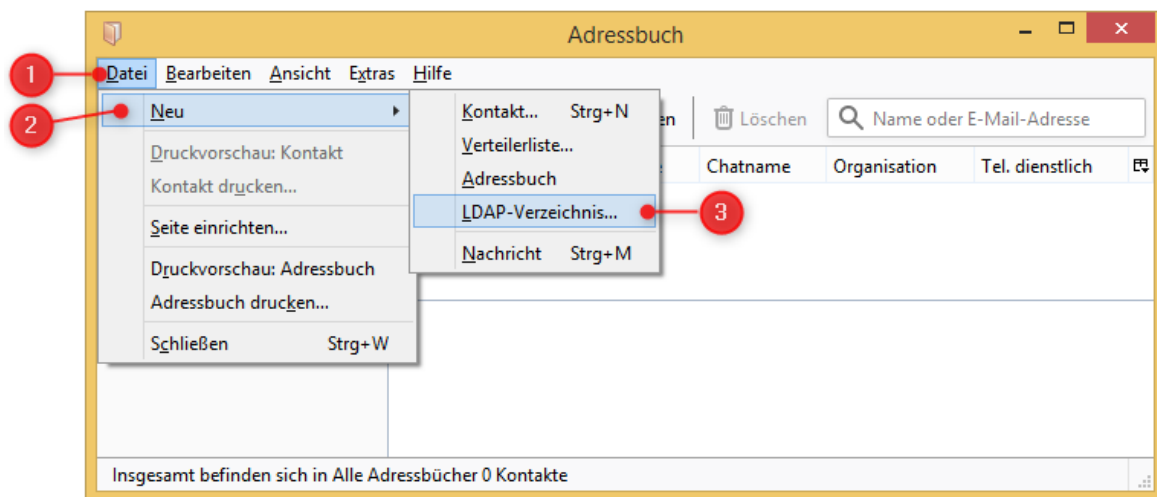 Adressbuch
1
Datei Bearbeiten Ansicht Extras Hilfe
2
Neu
Kontakt... Strg+N
en
Löschen
Name oder E-Mail-Adresse
Druckvorschau: Kontakt
Verteilerliste...
Chatname Organisation Tel. dienstlich
Kontakt drucken...
Adressbuch
LDAP-Verzeichnis...
3
Seite einrichten...
Nachricht Strg+M
Druckvorschau: Adressbuch
Adressbuch drucken...
Schließen Strg+W
Insgesamt befinden sich in Alle Adressbücher 0 Kontakte